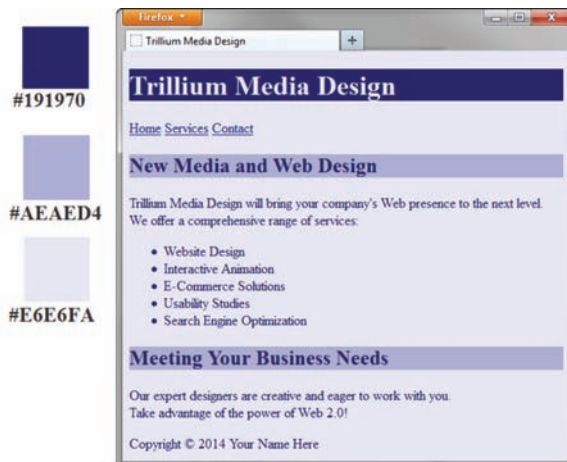 #191970
#AEAED4
#E6E6FA
Firefox
Trillium Media Design
+
Trillium Media Design
Home Services Contact
New Media and Web Design
Trillium Media Design will bring your company's Web presence to the next level.
We offer a comprehensive range of services:
• Website Design
• Interactive Animation
• E-Commerce Solutions
• Usability Studies
• Search Engine Optimization
Meeting Your Business Needs
Our expert designers are creative and eager to work with you.
Take advantage of the power of Web 2.0!
Copyright © 2014 Your Name Here